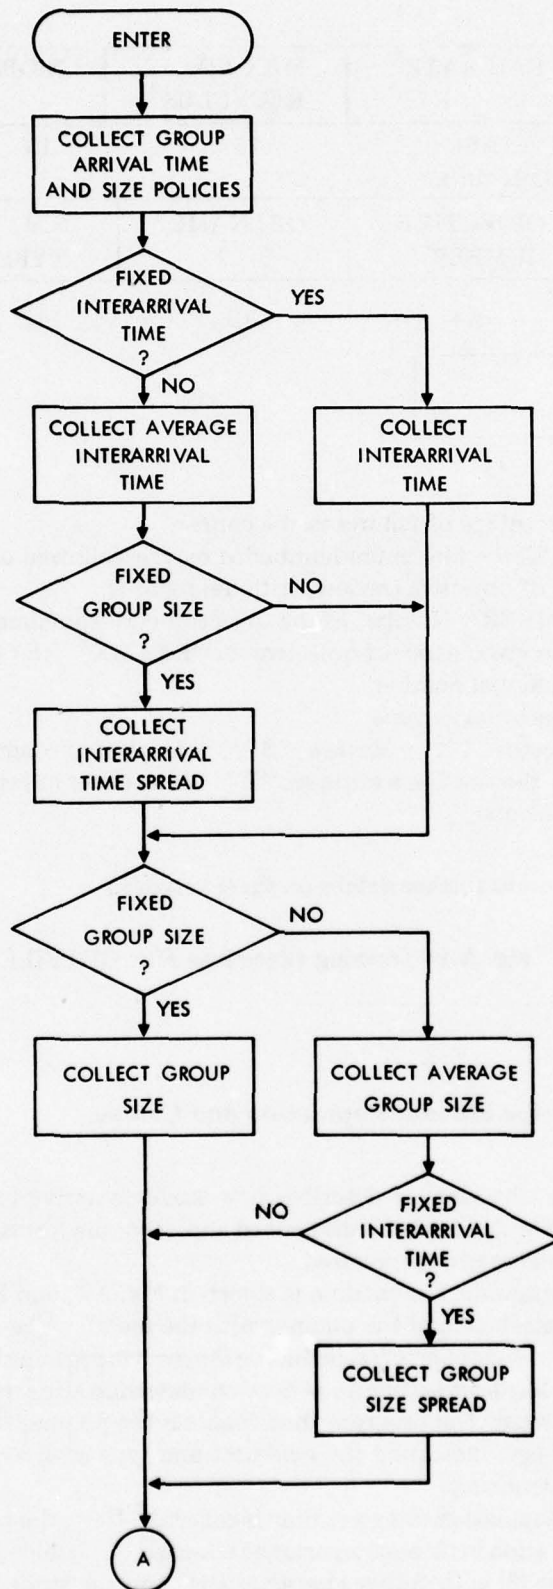 ENTER
COLLECT GROUP
ARRIVAL TIME
AND SIZE POLICIES
FIXED
INTERARRIVAL
TIME
?
YES
NO
COLLECT AVERAGE
INTERARRIVAL
TIME
COLLECT
INTERARRIVAL
TIME
FIXED
GROUP SIZE
?
NO
YES
COLLECT
INTERARRIVAL
TIME SPREAD
FIXED
GROUP SIZE
?
NO
YES
COLLECT GROUP
SIZE
COLLECT AVERAGE
GROUP SIZE
FIXED
INTERARRIVAL
TIME
?
NO
YES
COLLECT GROUP
SIZE SPREAD
A